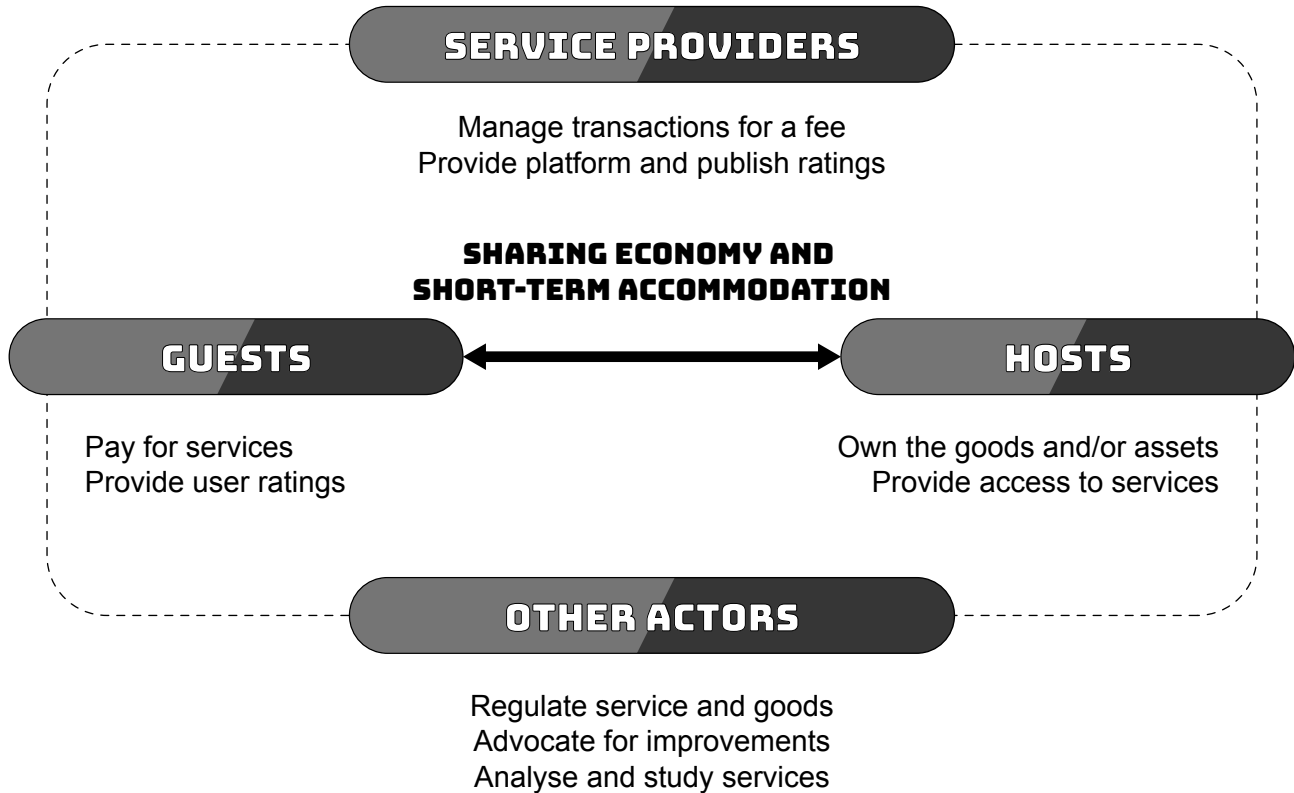 SERVICE PROVIDERS
Manage transactions for a fee
Provide platform and publish ratings
SHARING ECONOMY AND
SHORT-TERM ACCOMMODATION
GUESTS
HOSTS
Pay for services
Provide user ratings
Own the goods and/or assets
Provide access to services
OTHER ACTORS
Regulate service and goods
Advocate for improvements
Analyse and study services